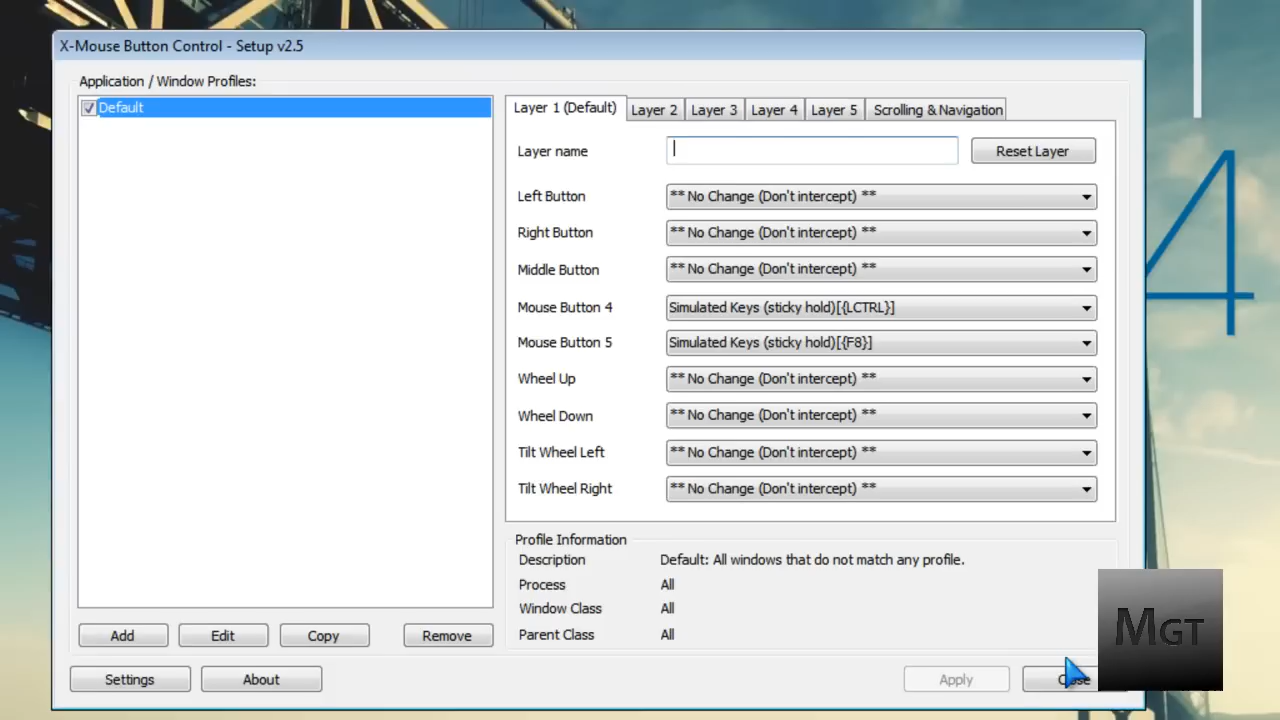 X-Mouse Button Control - Setup v2.5
Application / Window Profiles:
Default
Layer 1 (Default) Layer 2 Layer 3 Layer 4 Layer 5 Scrolling & Navigation
Layer name Reset Layer
Left Button ** No Change (Don't intercept) **
Right Button ** No Change (Don't intercept) **
Middle Button ** No Change (Don't intercept) **
Mouse Button 4 Simulated Keys (sticky hold)[{LCTRL}]
Mouse Button 5 Simulated Keys (sticky hold)[{F8}]
Wheel Up ** No Change (Don't intercept) **
Wheel Down ** No Change (Don't intercept) **
Tilt Wheel Left ** No Change (Don't intercept) **
Tilt Wheel Right ** No Change (Don't intercept) **
Profile Information
Description Default: All windows that do not match any profile.
Process All
Window Class All
Parent Class All
Add Edit Copy Remove
Settings About Apply Close
4
MGT